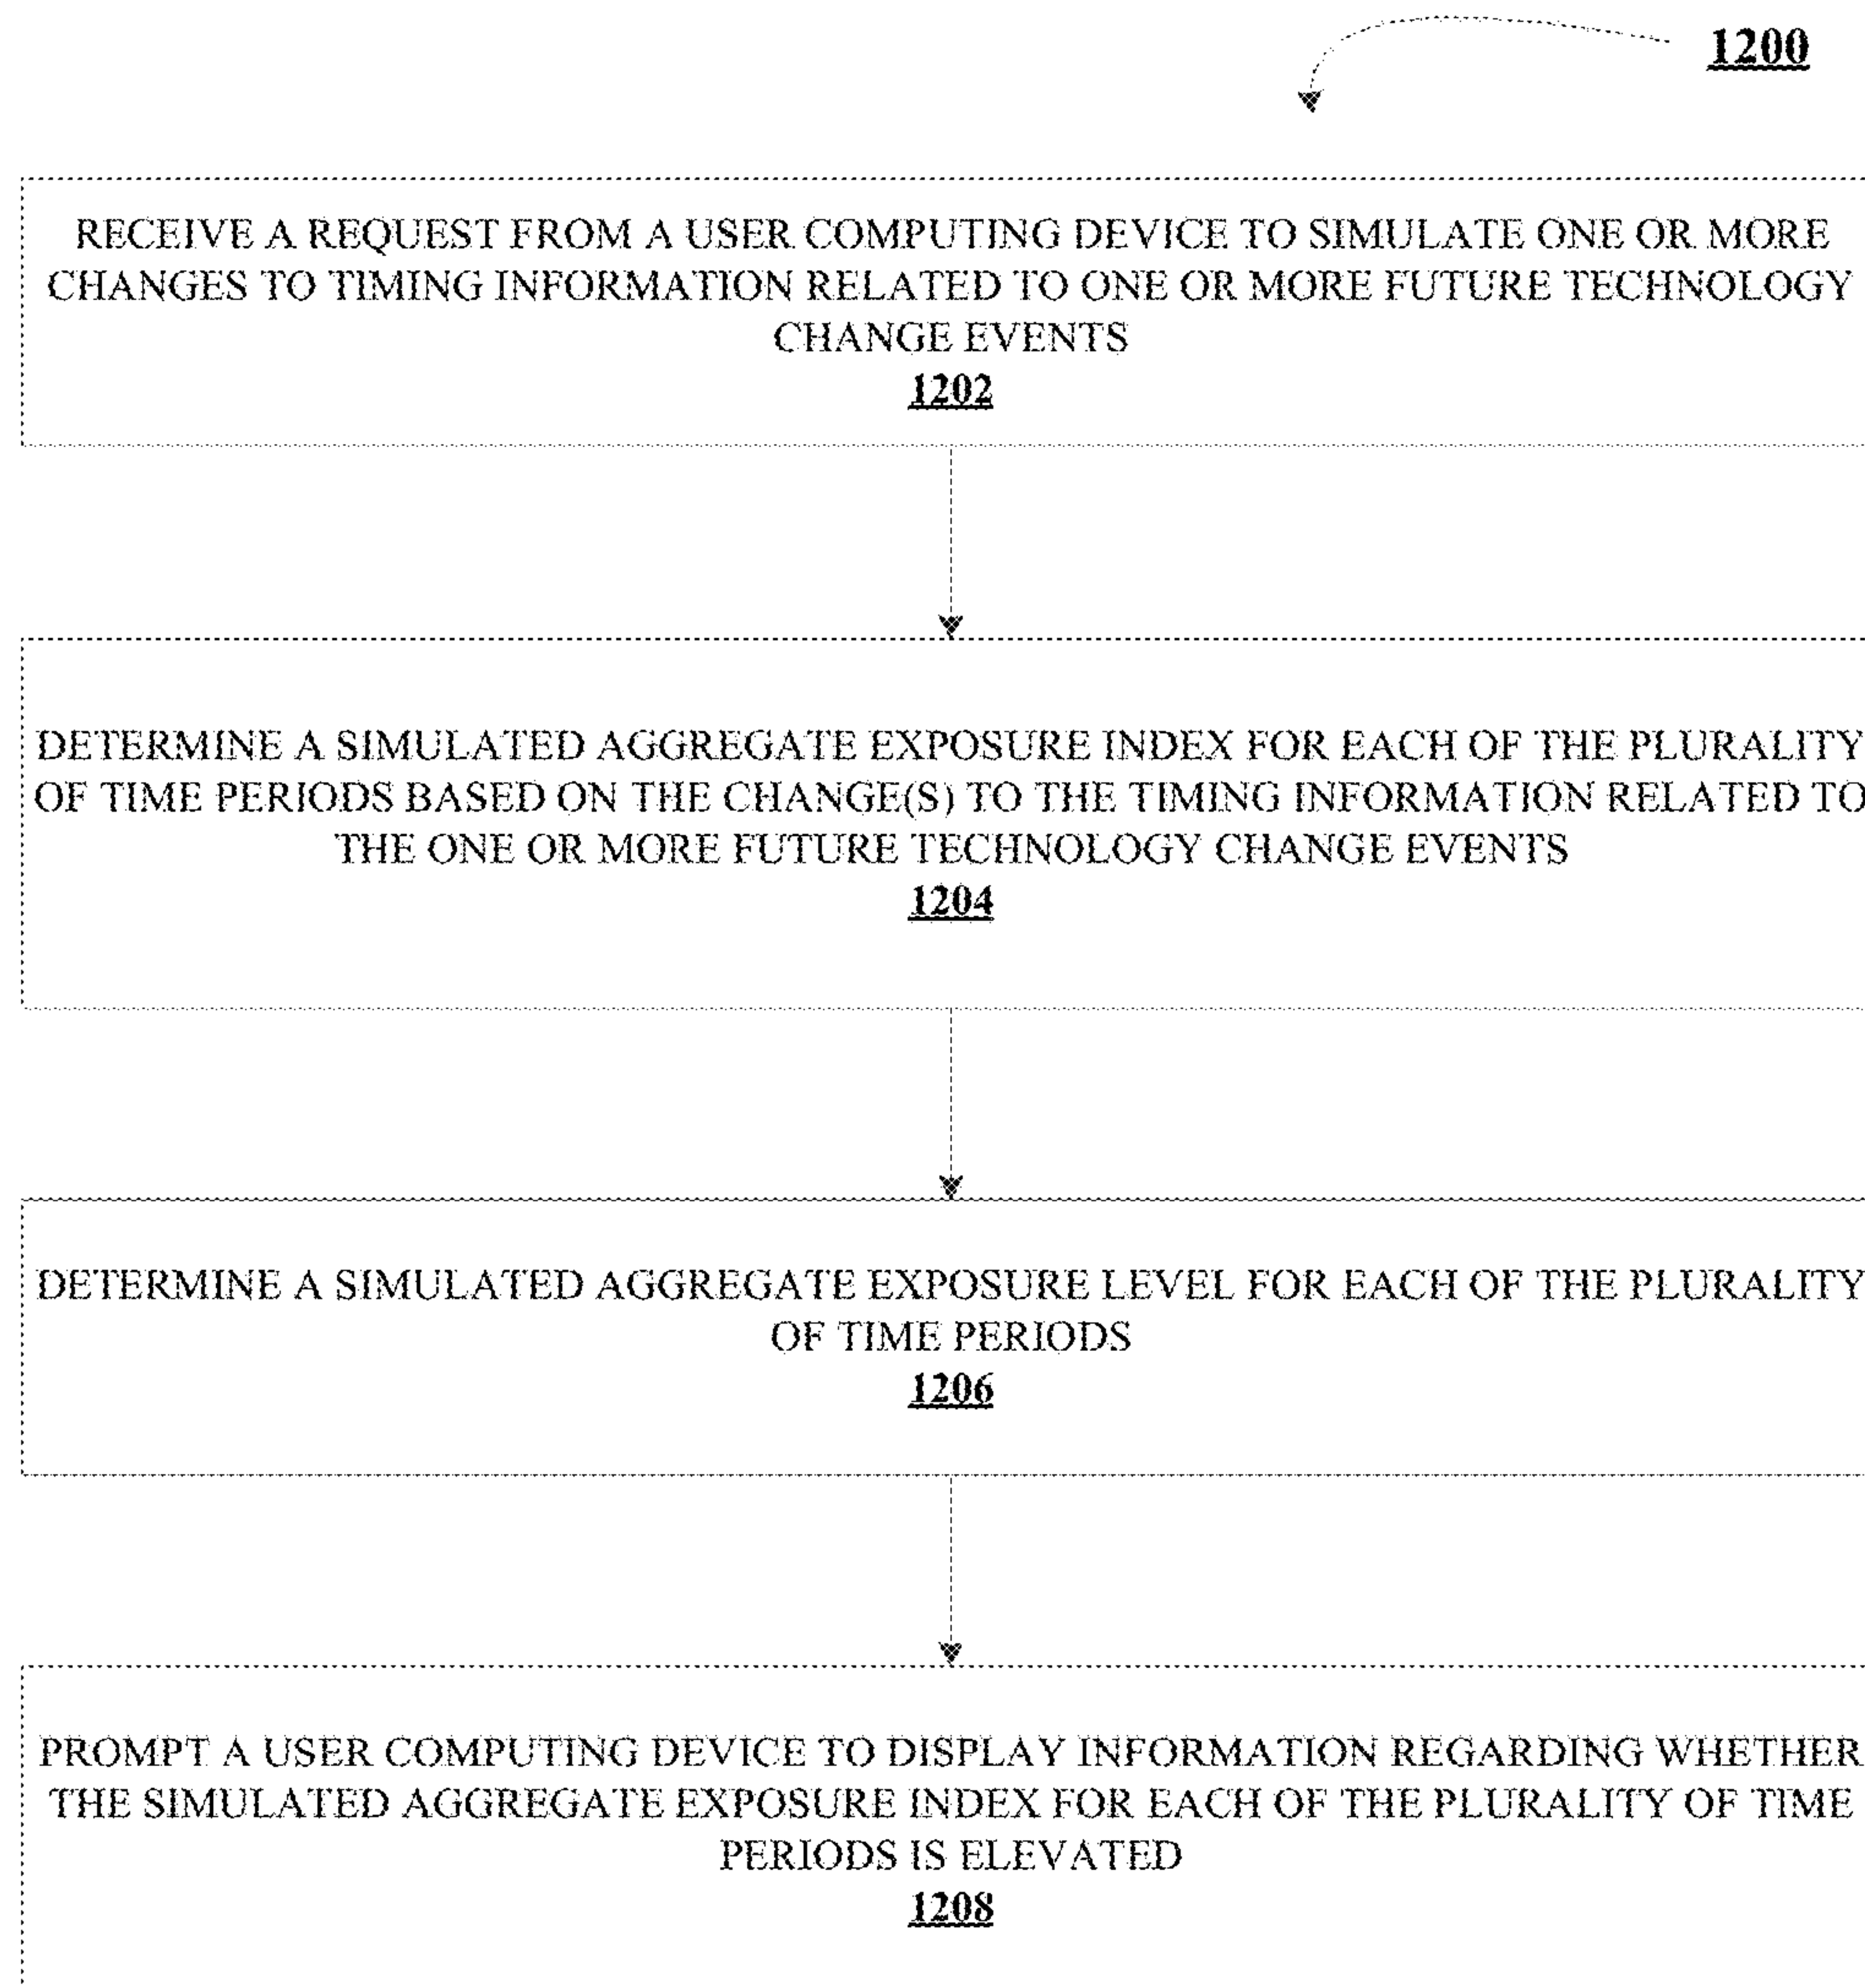 1200
RECEIVE A REQUEST FROM A USER COMPUTING DEVICE TO SIMULATE ONE OR MORE
CHANGES TO TIMING INFORMATION RELATED TO ONE OR MORE FUTURE TECHNOLOGY
CHANGE EVENTS
1202
DETERMINE A SIMULATED AGGREGATE EXPOSURE INDEX FOR EACH OF THE PLURALITY
OF TIME PERIODS BASED ON THE CHANGE(S) TO THE TIMING INFORMATION RELATED TO
THE ONE OR MORE FUTURE TECHNOLOGY CHANGE EVENTS
1204
DETERMINE A SIMULATED AGGREGATE EXPOSURE LEVEL FOR EACH OF THE PLURALITY
OF TIME PERIODS
1206
PROMPT A USER COMPUTING DEVICE TO DISPLAY INFORMATION REGARDING WHETHER
THE SIMULATED AGGREGATE EXPOSURE INDEX FOR EACH OF THE PLURALITY OF TIME
PERIODS IS ELEVATED
1208